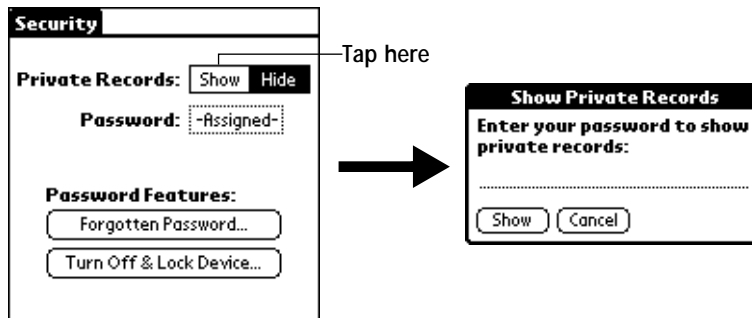 Security
Tap here
Private Records: Show Hide
Password: -Assigned-
Password Features:
Forgotten Password...
Turn Off & Lock Device...
Show Private Records
Enter your password to show
private records:
Show Cancel